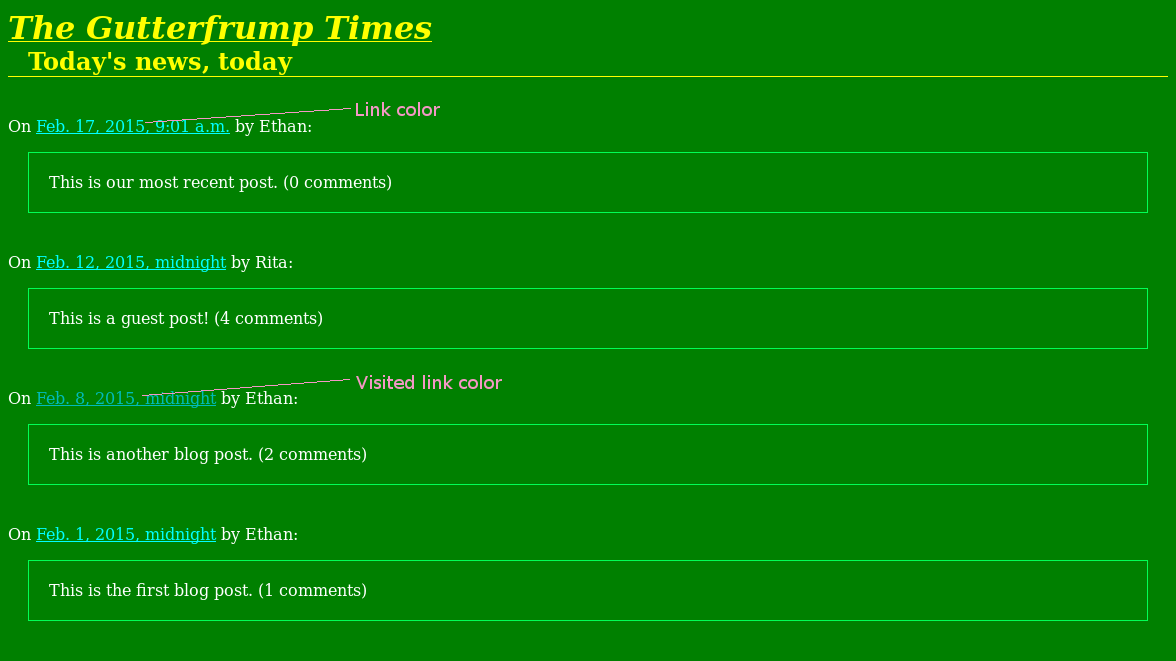 The Gutterfrump Times
Today's news, today
Link color
On Feb. 17, 2015, 9:01 a.m. by Ethan:
This is our most recent post. (0 comments)
On Feb. 12, 2015, midnight by Rita:
This is a guest post! (4 comments)
Visited link color
On Feb. 8, 2015, midnight by Ethan:
This is another blog post. (2 comments)
On Feb. 1, 2015, midnight by Ethan:
This is the first blog post. (1 comments)